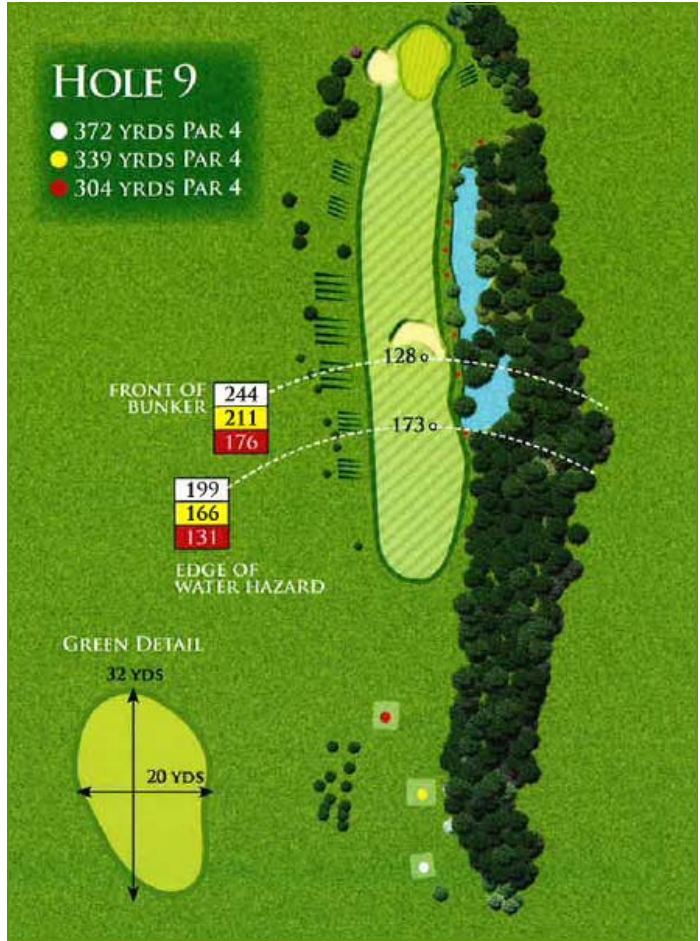 HOLE 9
372 YRDS PAR 4
339 YRDS PAR 4
304 YRDS PAR 4
128
FRONT OF
BUNKER
244
211
176
173
199
166
131
EDGE OF
WATER HAZARD
GREEN DETAIL
32 YDS
20 YDS